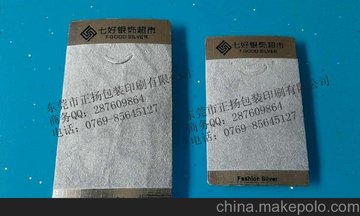 七好银饰超市
7 GOOD SILVER
七好银饰超市
7 GOOD SILVER
东莞市正扬包装印刷有限公司
商务QQ：287609864
电话：0769-85645127
东莞市正扬包装印刷有限公司
商务QQ：287609864
电话：0769-85645127
Fashion Silver
china.makepolo.com